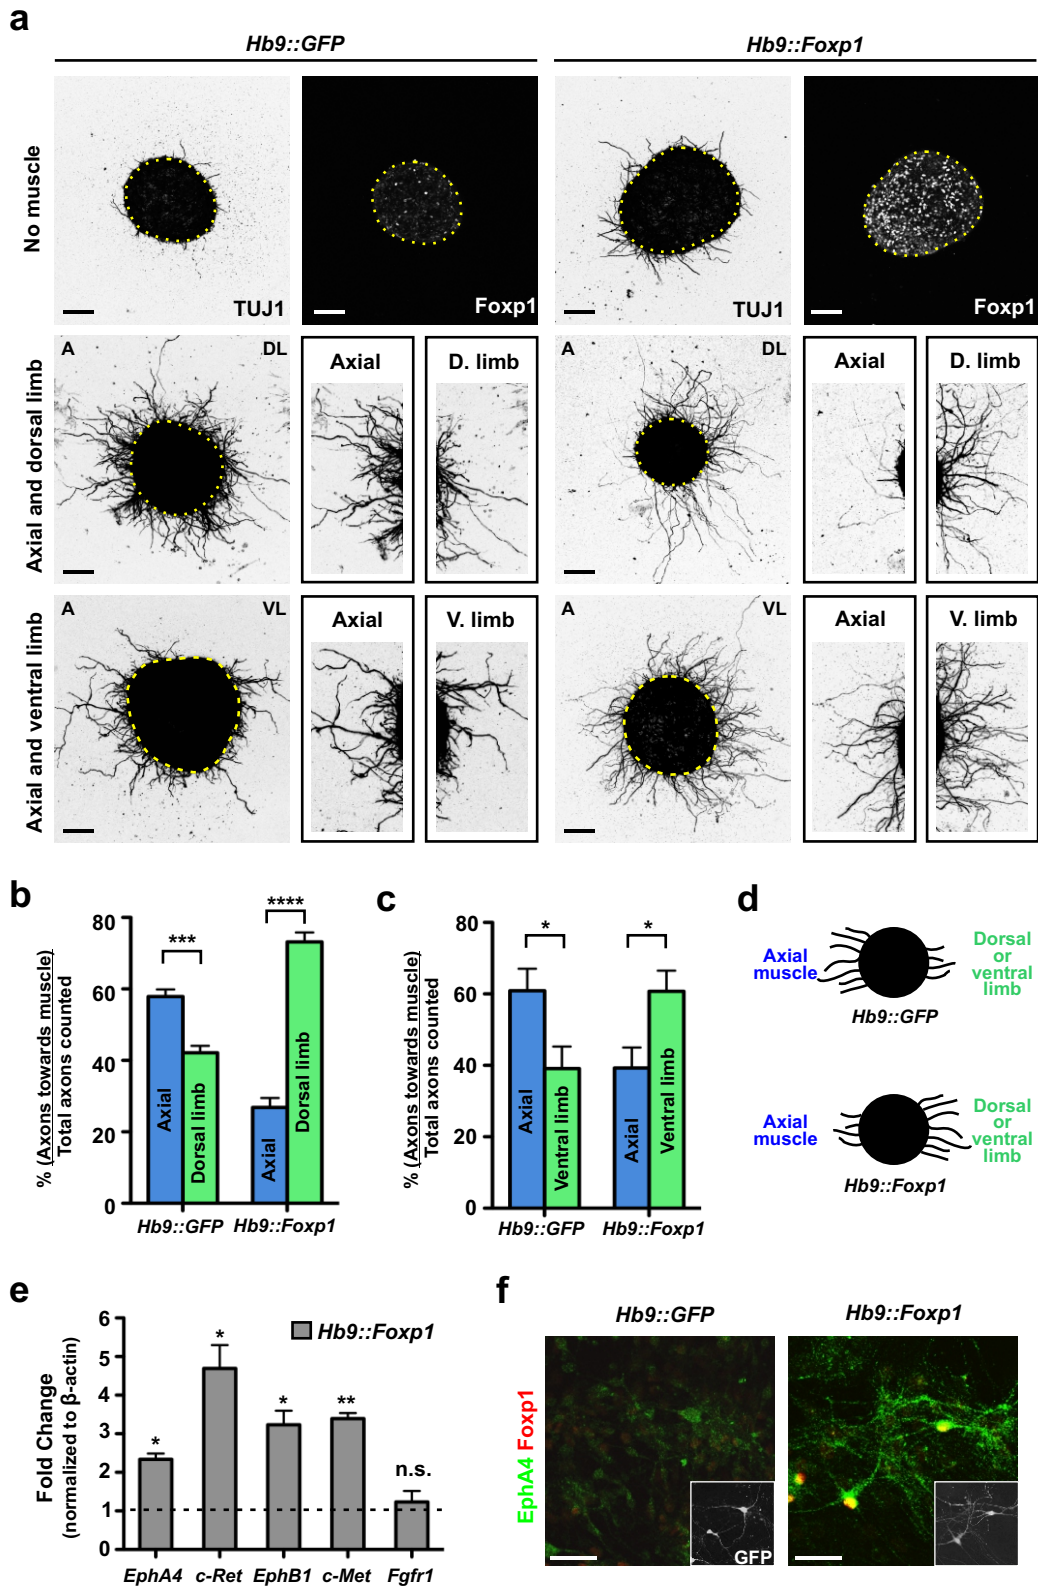 a
Hb9::GFP
Hb9::Foxp1
No muscle
TUJ1
Foxp1
TUJ1
Foxp1
Axial and dorsal limb
A
DL
Axial
D. limb
A
DL
Axial
D. limb
Axial and ventral limb
A
VL
Axial
V. limb
A
VL
Axial
V. limb
b
% (Axons towards muscle)
Total axons counted
80
60
40
20
0
***
****
Axial
Dorsal limb
Axial
Dorsal limb
Hb9::GFP
Hb9::Foxp1
c
% (Axons towards muscle)
Total axons counted
80
60
40
20
0
*
*
Axial
Ventral limb
Axial
Ventral limb
Hb9::GFP
Hb9::Foxp1
d
Axial
muscle
Dorsal
or
ventral
limb
Hb9::GFP
Axial
muscle
Dorsal
or
ventral
limb
Hb9::Foxp1
e
Fold Change
(normalized to β-actin)
6
5
4
3
2
1
0
Hb9::Foxp1
*
*
*
**
n.s.
EphA4
c-Ret
EphB1
c-Met
Fgfr1
f
Hb9::GFP
Hb9::Foxp1
EphA4 Foxp1
GFP